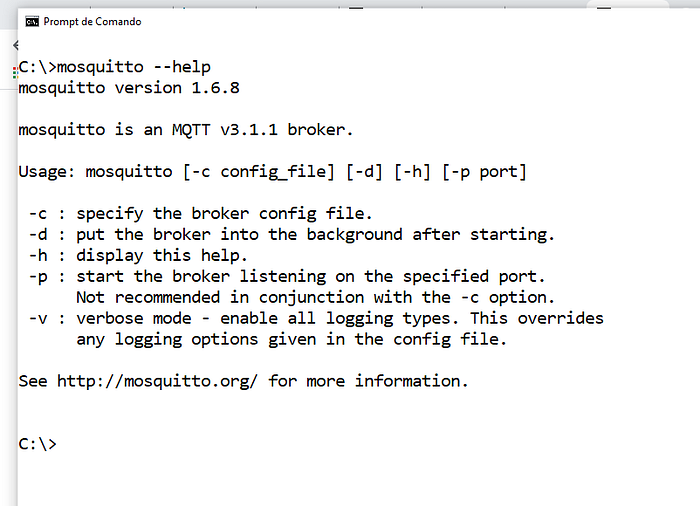 Prompt de Comando
C:\>mosquitto --help
mosquitto version 1.6.8
mosquitto is an MQTT v3.1.1 broker.
Usage: mosquitto [-c config_file] [-d] [-h] [-p port]
-c : specify the broker config file.
-d : put the broker into the background after starting.
-h : display this help.
-p : start the broker listening on the specified port.
Not recommended in conjunction with the -c option.
-v : verbose mode - enable all logging types. This overrides
any logging options given in the config file.
See http://mosquitto.org/ for more information.
C:\>